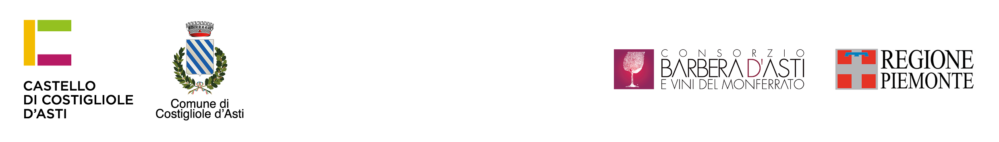 CASTELLO
DI COSTIGLIOLE
D'ASTI
Comune di
Costigliole d'Asti
CONSORZIO
BARBERA D'ASTI
E VINI DEL MONFERRATO
REGIONE
PIEMONTE